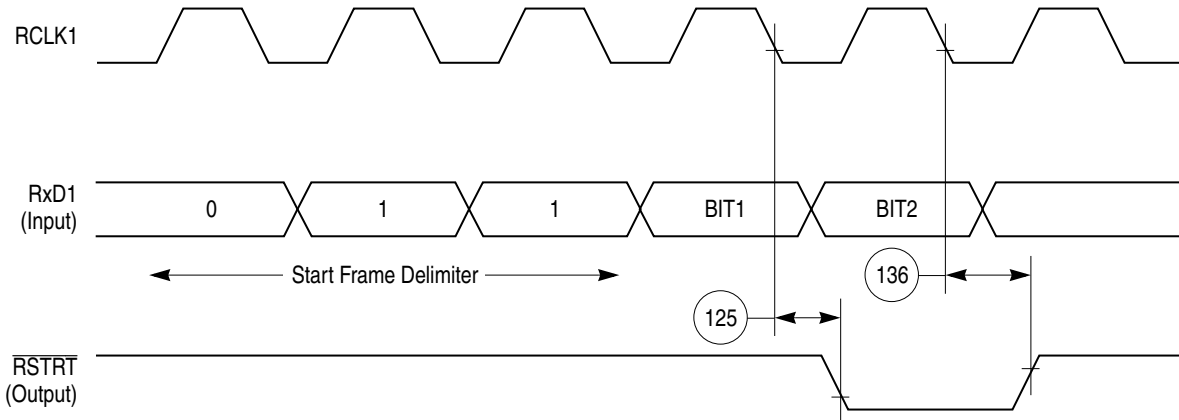 RCLK1
RxD1
(Input)
0
1
1
BIT1
BIT2
Start Frame Delimiter
136
125
RSTRT
(Output)